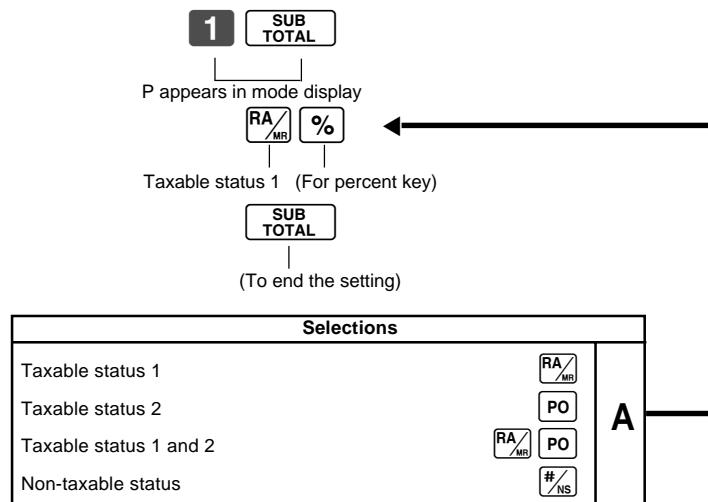 1 SUB TOTAL
P appears in mode display
RA/MR %
Taxable status 1 (For percent key)
SUB TOTAL
(To end the setting)
Selections
Taxable status 1 RA/MR
Taxable status 2 PO
A
Taxable status 1 and 2 RA/MR PO
Non-taxable status #/NS